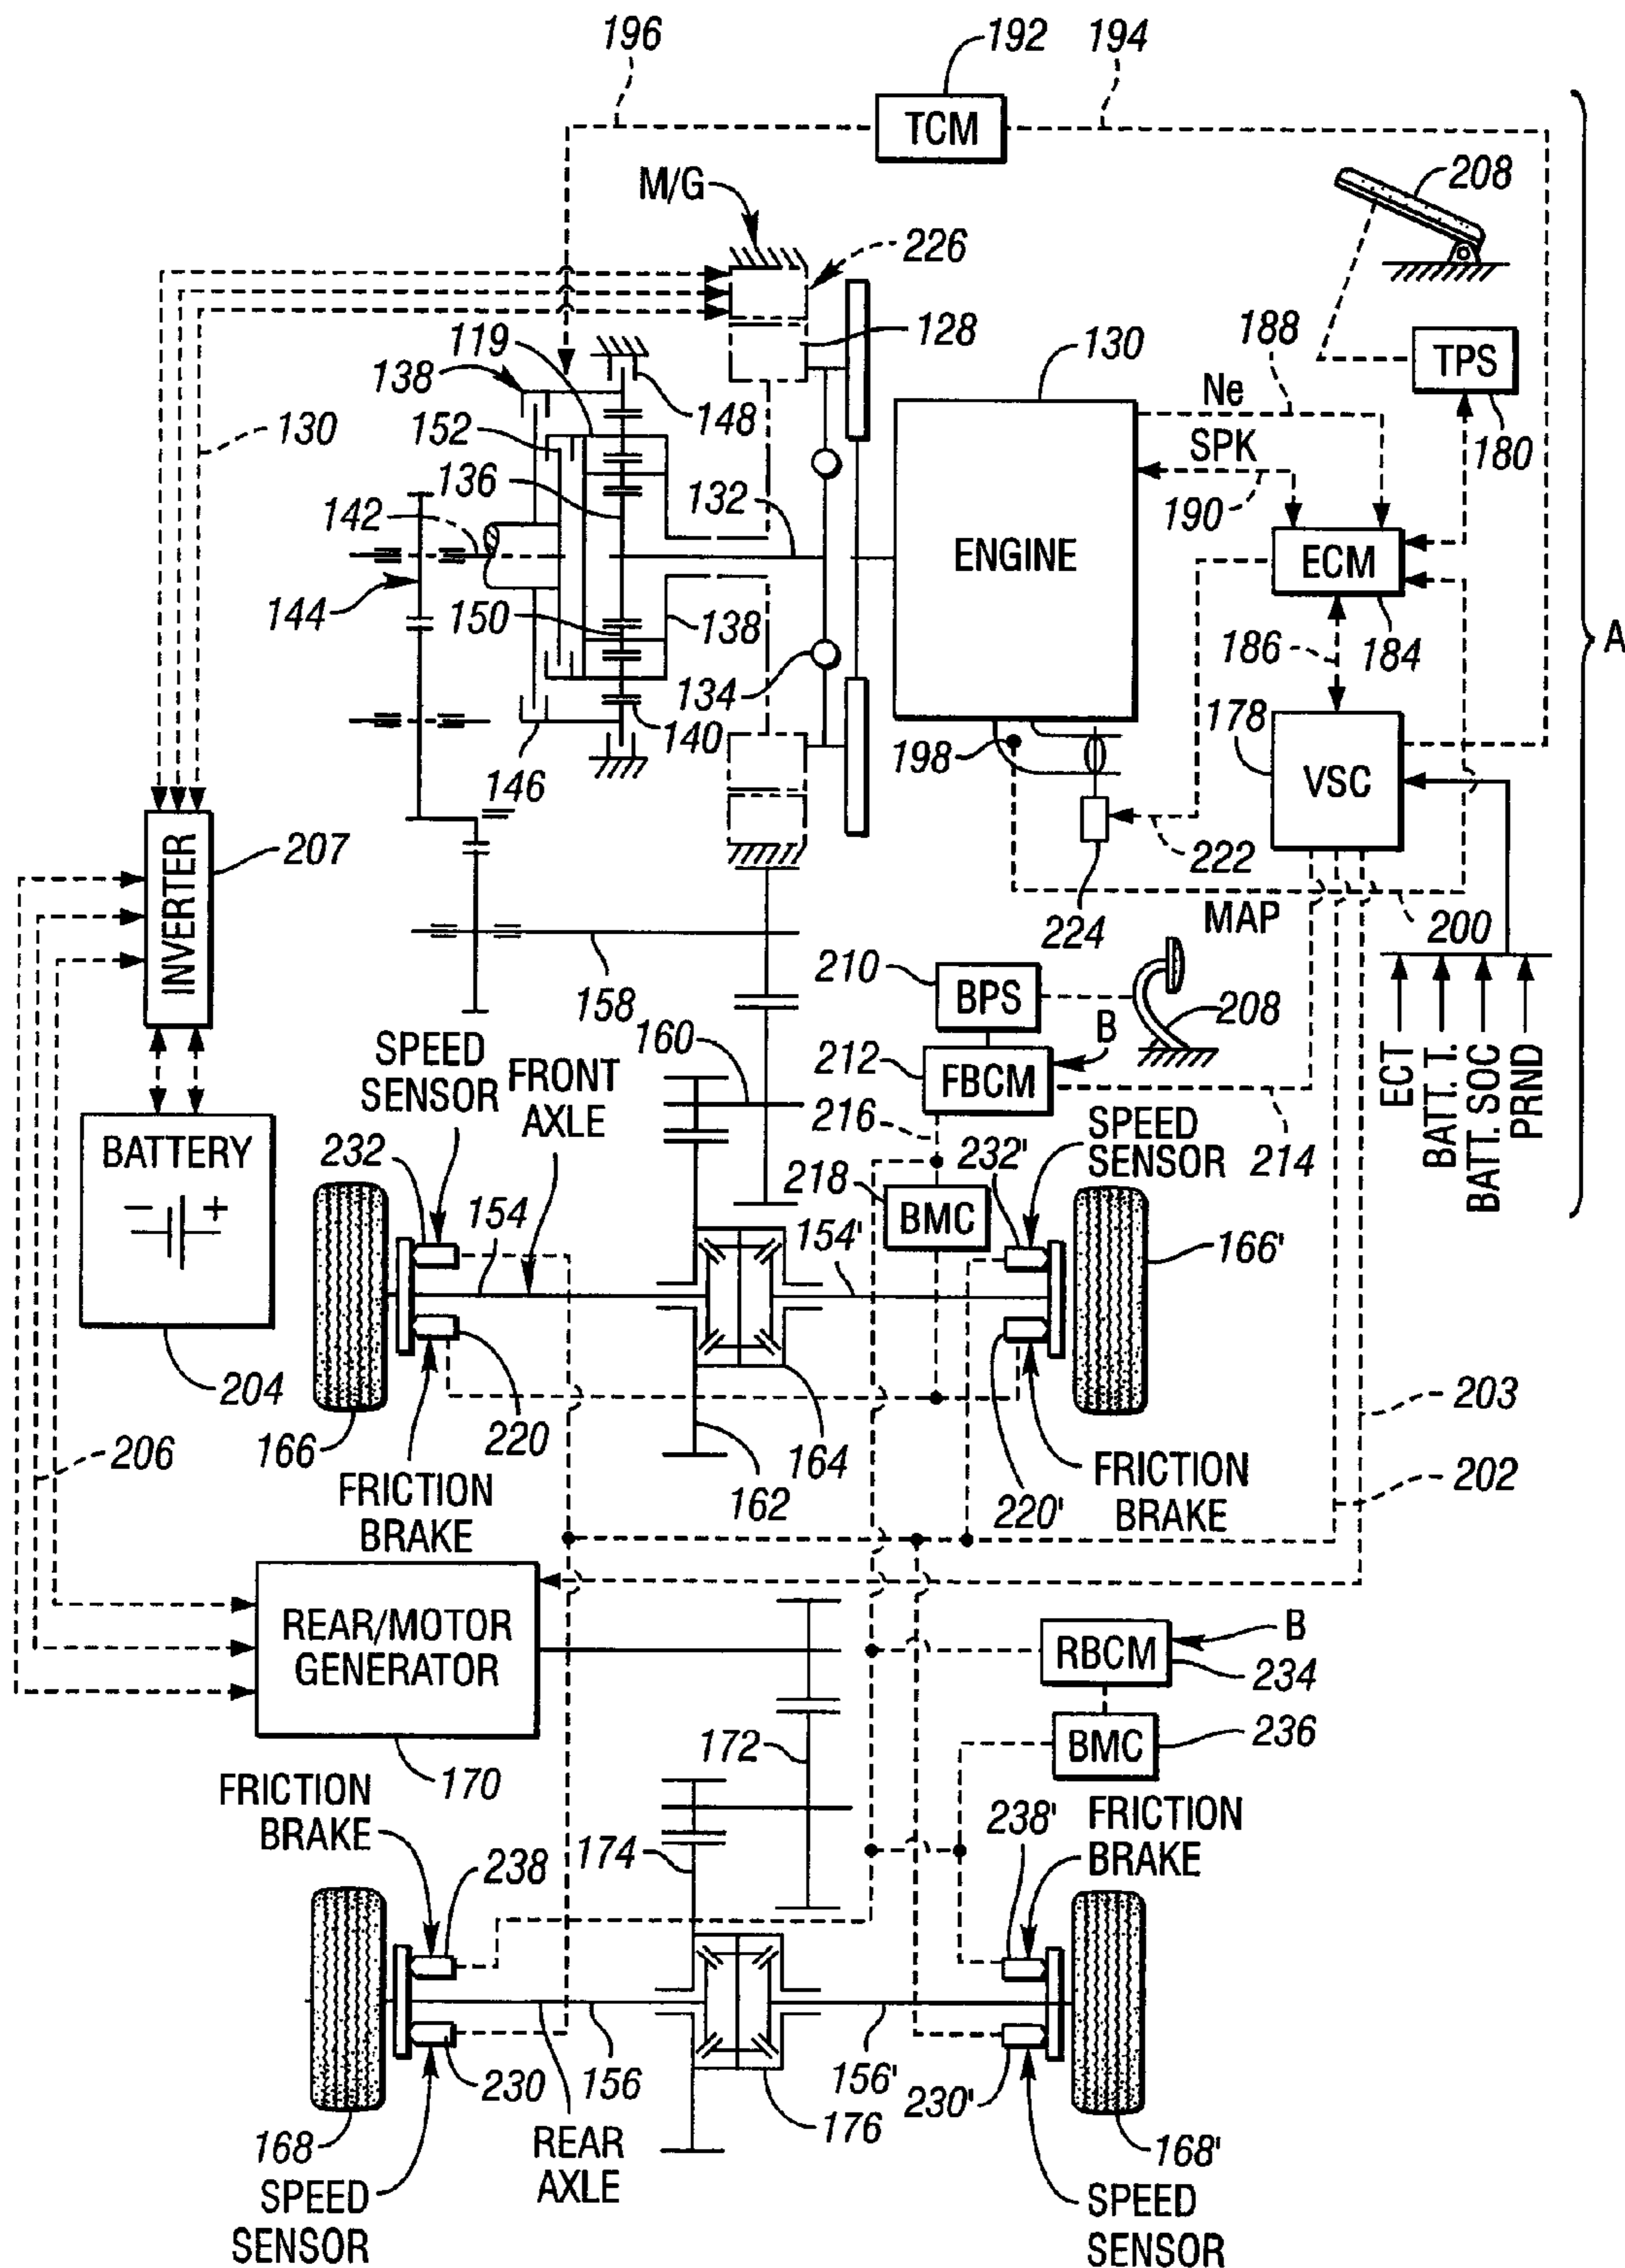 196
192
194
TCM
M/G
208
226
188
119
128
130
TPS
138
Ne
148
152
SPK
180
130
136
132
190
142
ENGINE
ECM
144
150
138
186
184
134
178
140
198
VSC
146
INVERTER
207
222
MAP
200
224
A
158
210
BPS
208
B
160
SPEED
SENSOR
FRONT
AXLE
212
FBCM
ECT
BATT. T.
BATT. SOC
PRND
216
SPEED
SENSOR
214
BATTERY
− +
232
232'
218
BMC
154
154'
166'
204
203
166
220
164
206
FRICTION
BRAKE
162
220'
FRICTION
BRAKE
202
REAR/MOTOR
GENERATOR
RBCM
B
234
172
BMC
236
170
FRICTION
BRAKE
238'
FRICTION
BRAKE
174
238
230
156
156'
230'
176
168
REAR
AXLE
168'
SPEED
SENSOR
SPEED
SENSOR